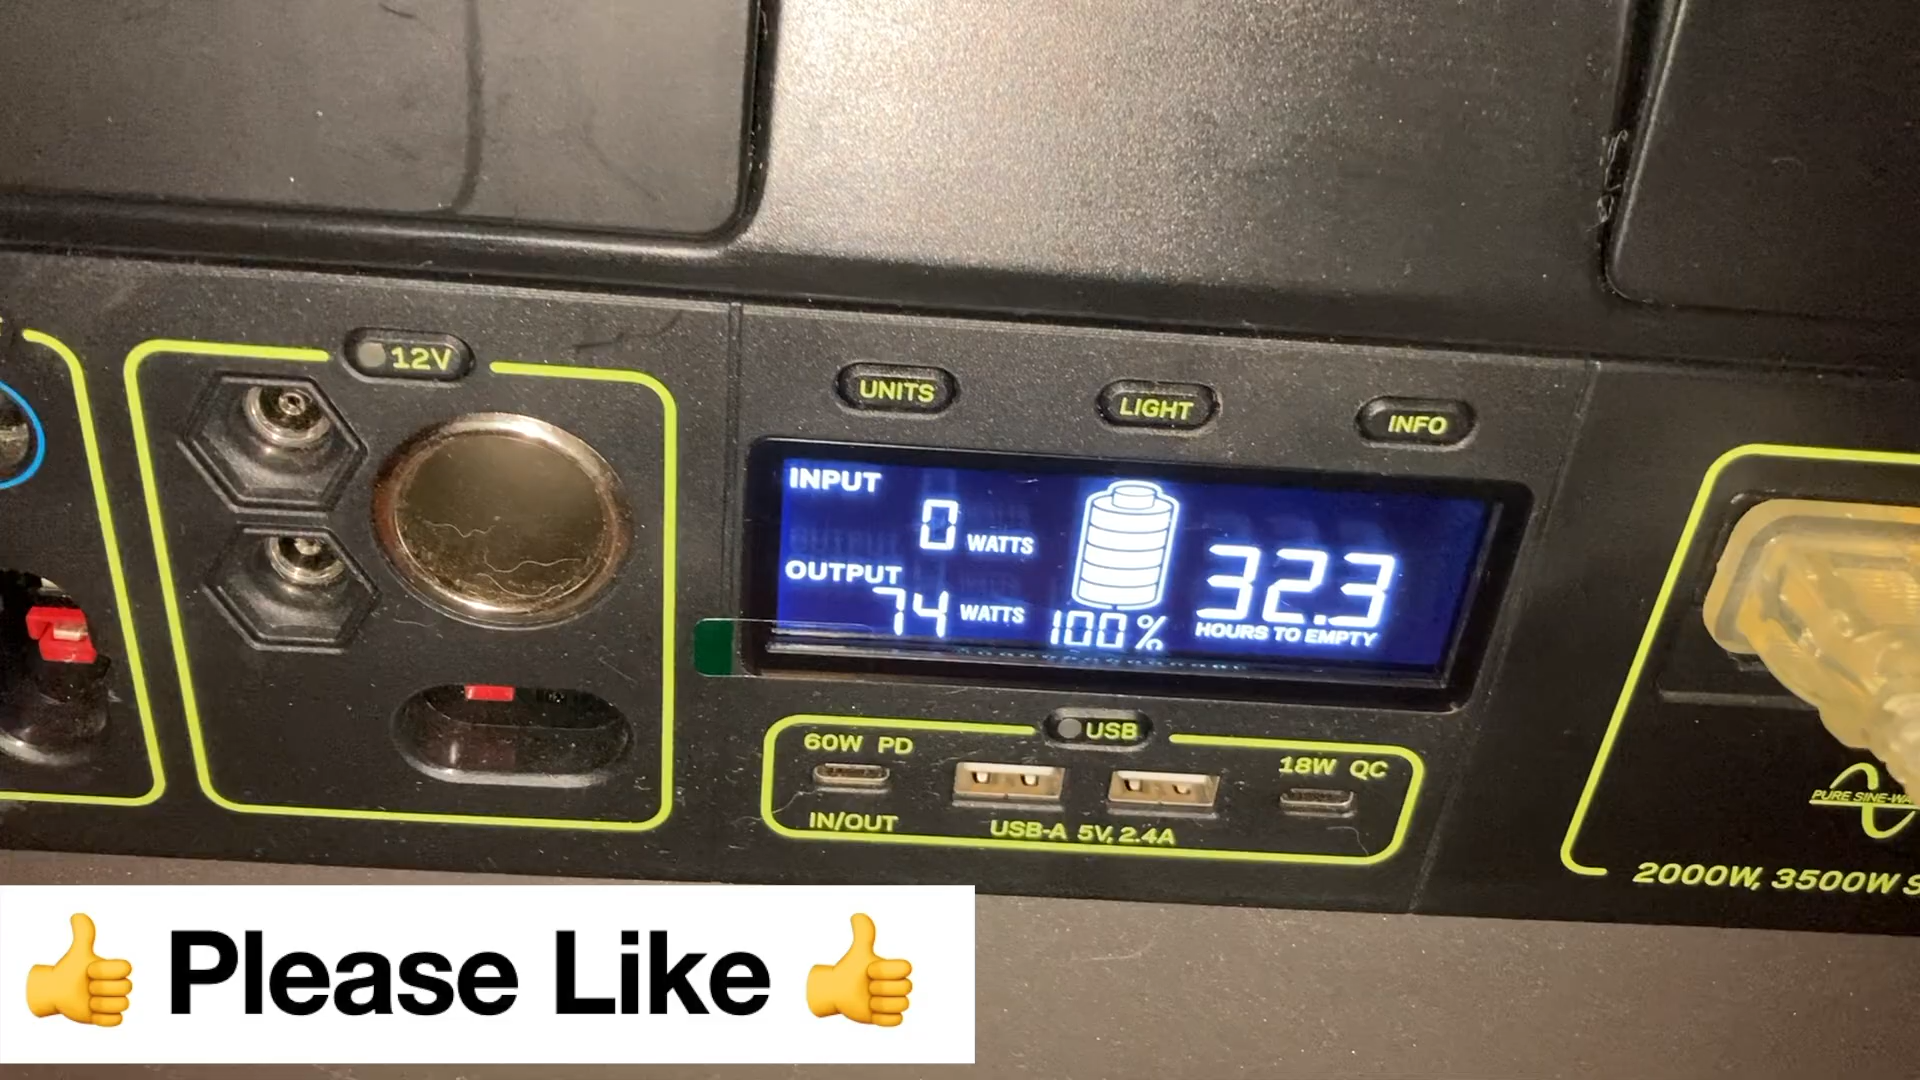 12V
UNITS
LIGHT
INFO
INPUT
0 WATTS
OUTPUT
74 WATTS
100%
32.3
HOURS TO EMPTY
USB
60W PD
18W QC
IN/OUT
USB-A 5V, 2.4A
PURE SINE-WA
2000W, 3500W S
👍 Please Like 👍